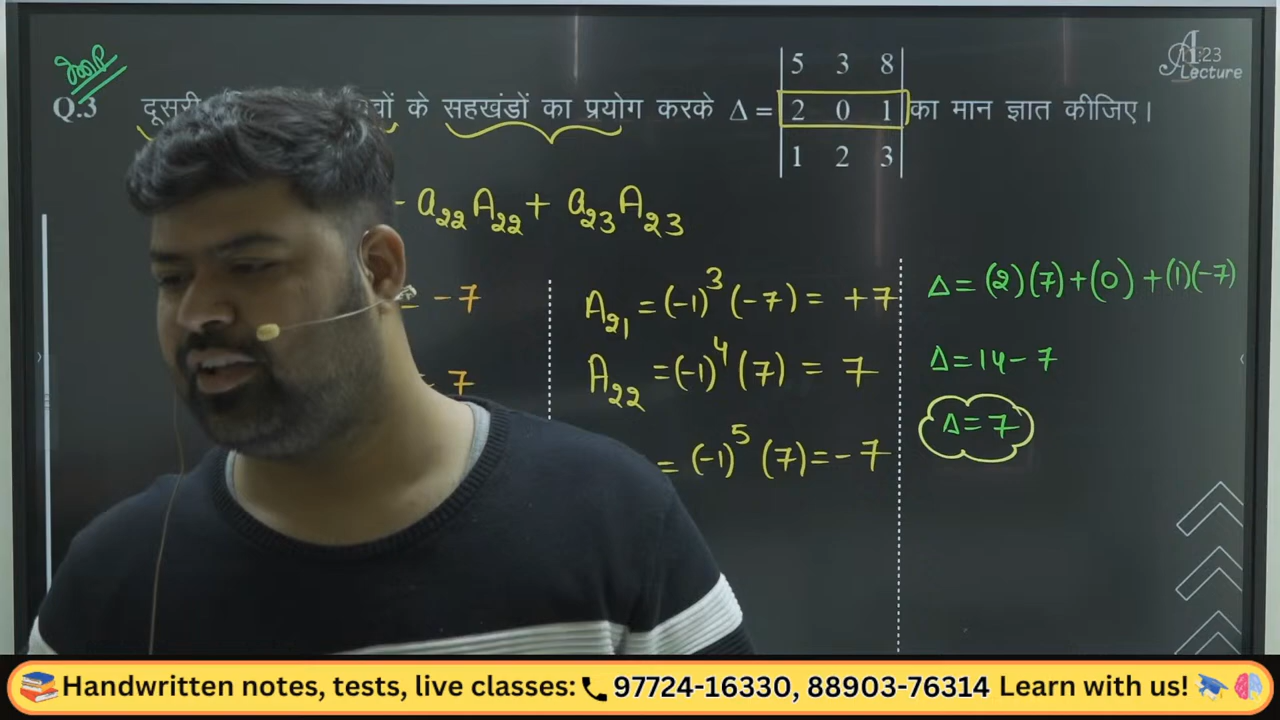 A
11:23
Lecture
Q.3 दूसरी के सहखंडों का प्रयोग करके Δ = का मान ज्ञात कीजिए।
5 3 8
2 0 1
1 2 3
- a₂₂A₂₂ + a₂₃A₂₃
= -7
= 7
A₂₁ = (-1)³ (-7) = +7
A₂₂ = (-1)⁴ (7) = 7
= (-1)⁵ (7) = -7
Δ = (2)(7)+(0)+(1)(-7)
Δ = 14-7
Δ = 7
Handwritten notes, tests, live classes: 97724-16330, 88903-76314 Learn with us!